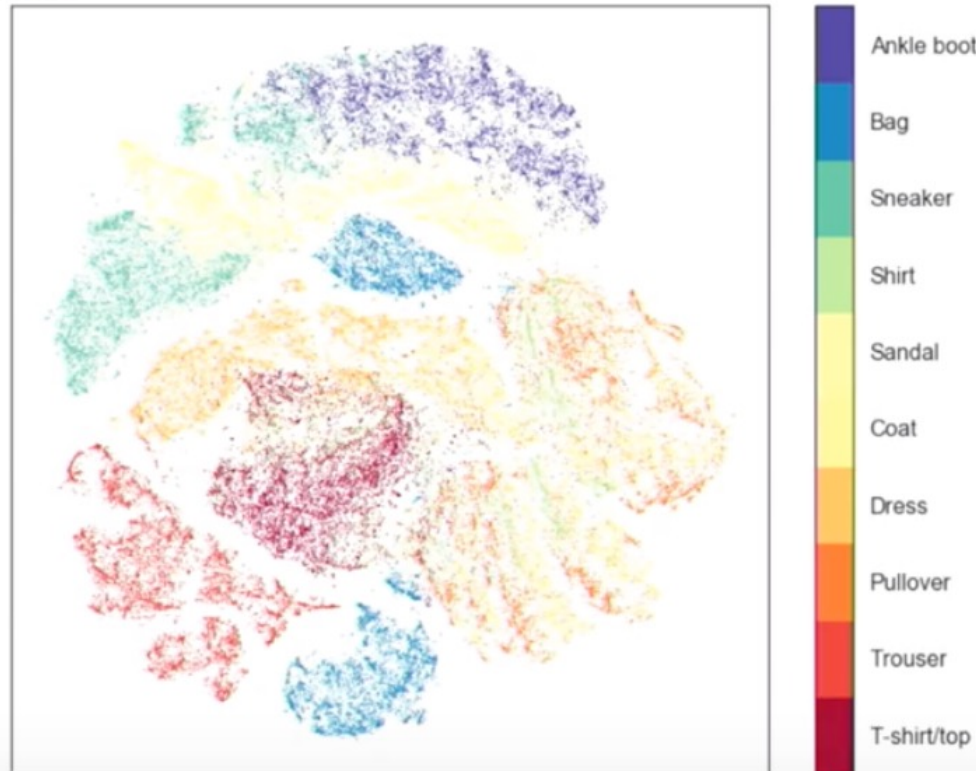 Ankle boot
Bag
Sneaker
Shirt
Sandal
Coat
Dress
Pullover
Trouser
T-shirt/top